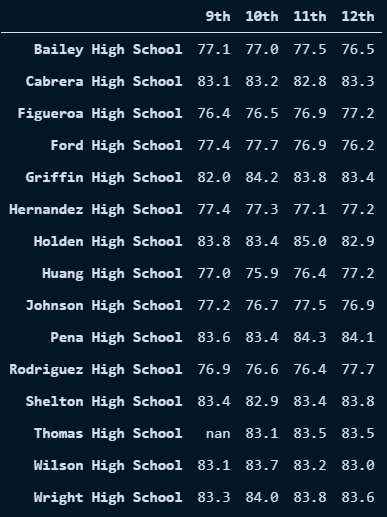 9th 10th 11th 12th
Bailey High School 77.1 77.0 77.5 76.5
Cabrera High School 83.1 83.2 82.8 83.3
Figueroa High School 76.4 76.5 76.9 77.2
Ford High School 77.4 77.7 76.9 76.2
Griffin High School 82.0 84.2 83.8 83.4
Hernandez High School 77.4 77.3 77.1 77.2
Holden High School 83.8 83.4 85.0 82.9
Huang High School 77.0 75.9 76.4 77.2
Johnson High School 77.2 76.7 77.5 76.9
Pena High School 83.6 83.4 84.3 84.1
Rodriguez High School 76.9 76.6 76.4 77.7
Shelton High School 83.4 82.9 83.4 83.8
Thomas High School nan 83.1 83.5 83.5
Wilson High School 83.1 83.7 83.2 83.0
Wright High School 83.3 84.0 83.8 83.6